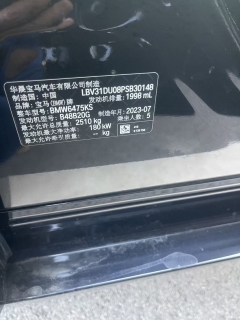 华晨宝马汽车有限公司制造
制造国：中国 LBV31DU08PSB30148
品牌：宝马(BMW)牌 发动机排量：1998 mL
整车型号：BMW6475KS
发动机型号：B48B20G 制造年月：2023-07
最大允许总质量：2510 kg 乘坐人数：5
发动机最大净功率：180 kW